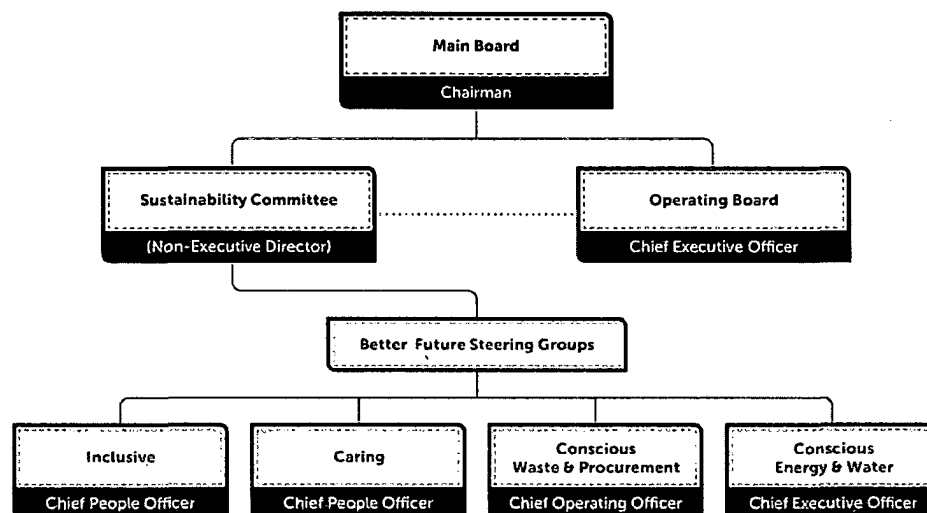 Main Board
Chairman
Sustainability Committee
(Non-Executive Director)
Operating Board
Chief Executive Officer
Better Future Steering Groups
Inclusive
Chief People Officer
Caring
Chief People Officer
Conscious
Waste & Procurement
Chief Operating Officer
Conscious
Energy & Water
Chief Executive Officer